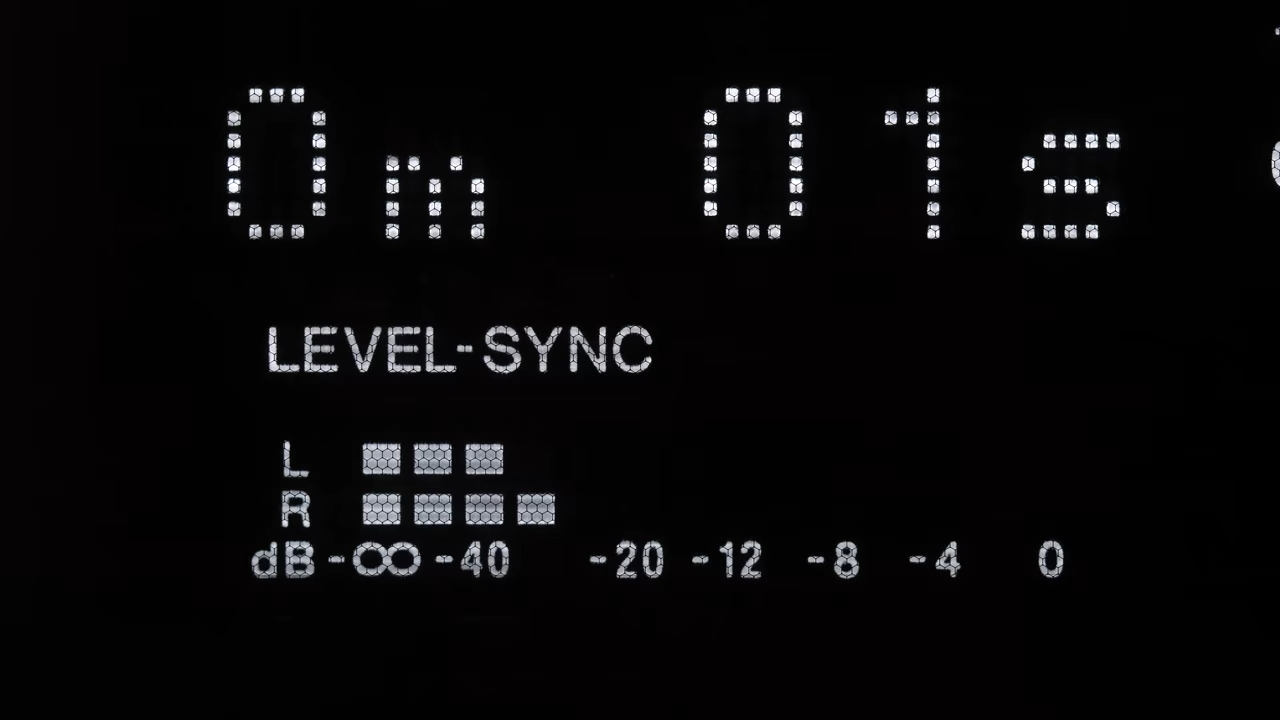 0m 01s
LEVEL-SYNC
L
R
dB -∞ -40 -20 -12 -8 -4 0